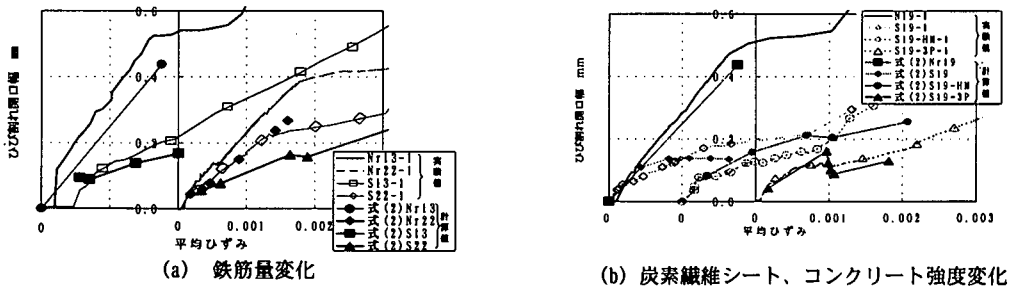 0.6
0.4
0.2
0.0
ひび割れ開口幅 mm
0
0
0.001
0.002
平均ひずみ
Nr13-1
Nr22-1
S13-1
S22-1
実験値
式(2)Nr13
式(2)Nr22
式(2)S13
式(2)S22
計算値
(a) 鉄筋量変化
0.6
0.4
0.2
0.0
ひび割れ開口幅 mm
0
0
0
0.001
0.002
0.003
平均ひずみ
N19-1
S19-1
S19-HM-1
S19-3P-1
実験値
式(2)Nr19
式(2)S19
式(2)S19-HM
式(2)S19-3P
計算値
(b) 炭素繊維シート、コンクリート強度変化